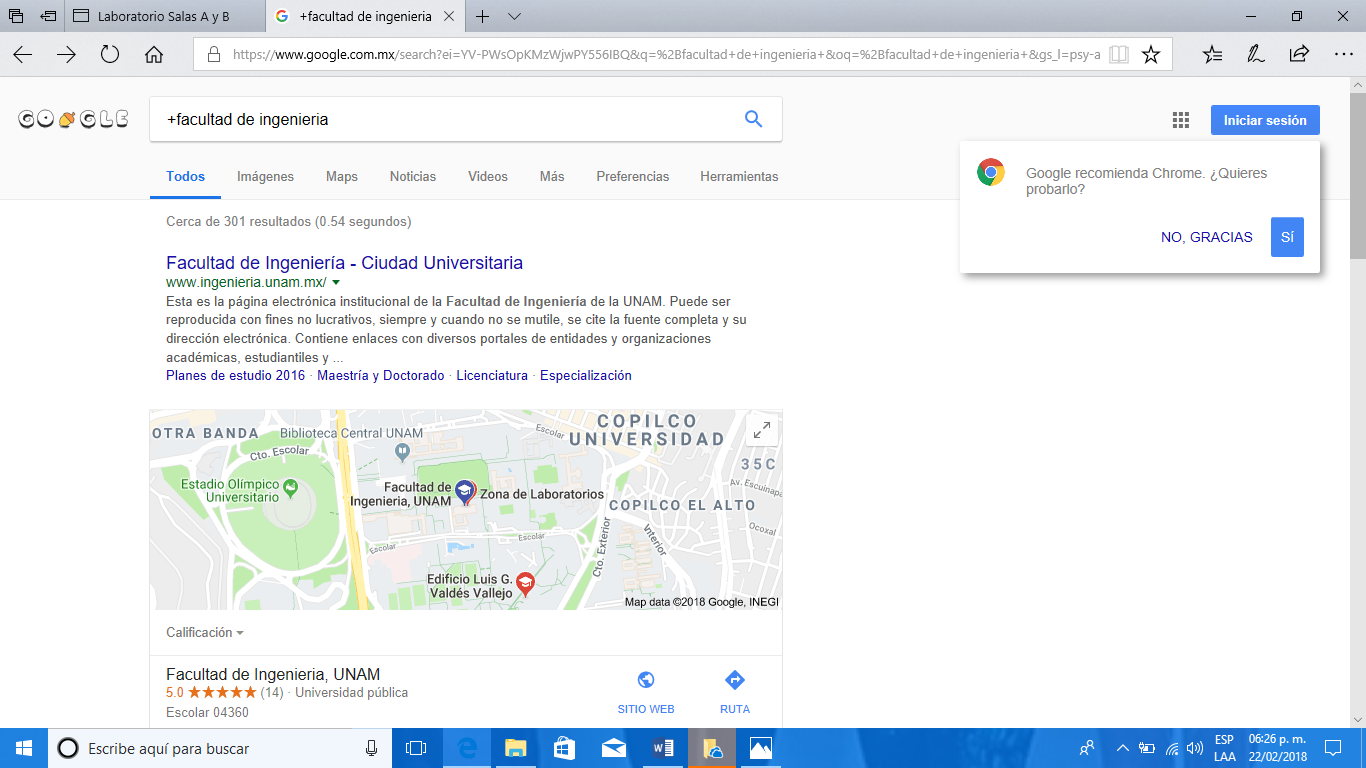 Laboratorio Salas A y B
+facultad de ingenieria
https://www.google.com.mx/search?ei=YV-PWsOpKMzWjwPY556IBQ&q=%2Bfacultad+de+ingenieria+&oq=%2Bfacultad+de+ingenieria+&gs_l=psy-a
GOOGLE
+facultad de ingenieria
Iniciar sesión
Todos Imágenes Maps Noticias Videos Más Preferencias Herramientas
Google recomienda Chrome. ¿Quieres
probarlo?
NO, GRACIAS SÍ
Cerca de 301 resultados (0.54 segundos)
Facultad de Ingeniería - Ciudad Universitaria
www.ingenieria.unam.mx/
Esta es la página electrónica institucional de la Facultad de Ingeniería de la UNAM. Puede ser
reproducida con fines no lucrativos, siempre y cuando no se mutile, se cite la fuente completa y su
dirección electrónica. Contiene enlaces con diversos portales de entidades y organizaciones
académicas, estudiantiles y ...
Planes de estudio 2016 · Maestría y Doctorado · Licenciatura · Especialización
COPILCO
UNIVERSIDAD
OTRA BANDA
Biblioteca Central UNAM
Escolar
Cto. Escolar
35C
Estadio Olímpico
Universitario
Facultad de
Ingenieria, UNAM
Zona de Laboratorios
Av. Escuinapa
COPILCO EL ALTO
Ocoxal
Escolar
Escolar
Cto. Exterior
Interior
Edificio Luis G.
Valdés Vallejo
Map data ©2018 Google, INEGI
Calificación
Facultad de Ingenieria, UNAM
5.0 ★★★★★ (14) · Universidad pública
Escolar 04360
SITIO WEB RUTA
Escribe aquí para buscar
ESP
LAA
06:26 p. m.
22/02/2018